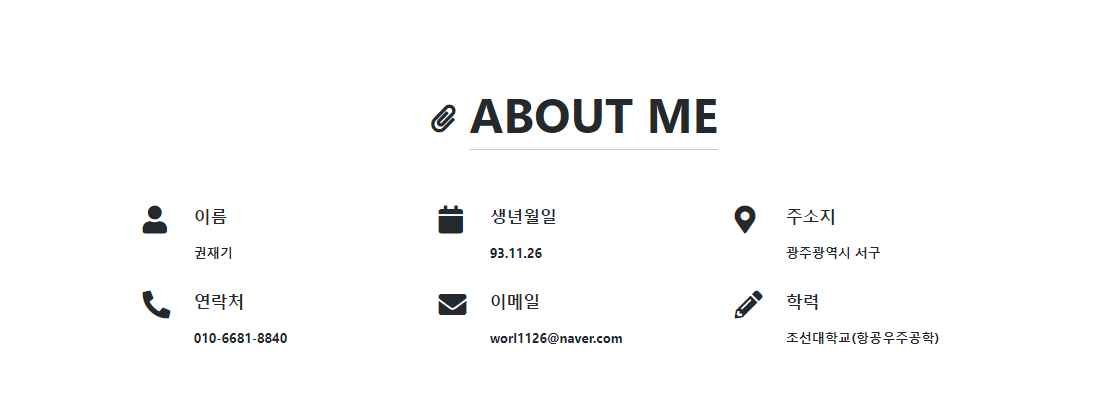 ABOUT ME
이름
권재기
생년월일
93.11.26
주소지
광주광역시 서구
연락처
010-6681-8840
이메일
worl1126@naver.com
학력
조선대학교(항공우주공학)